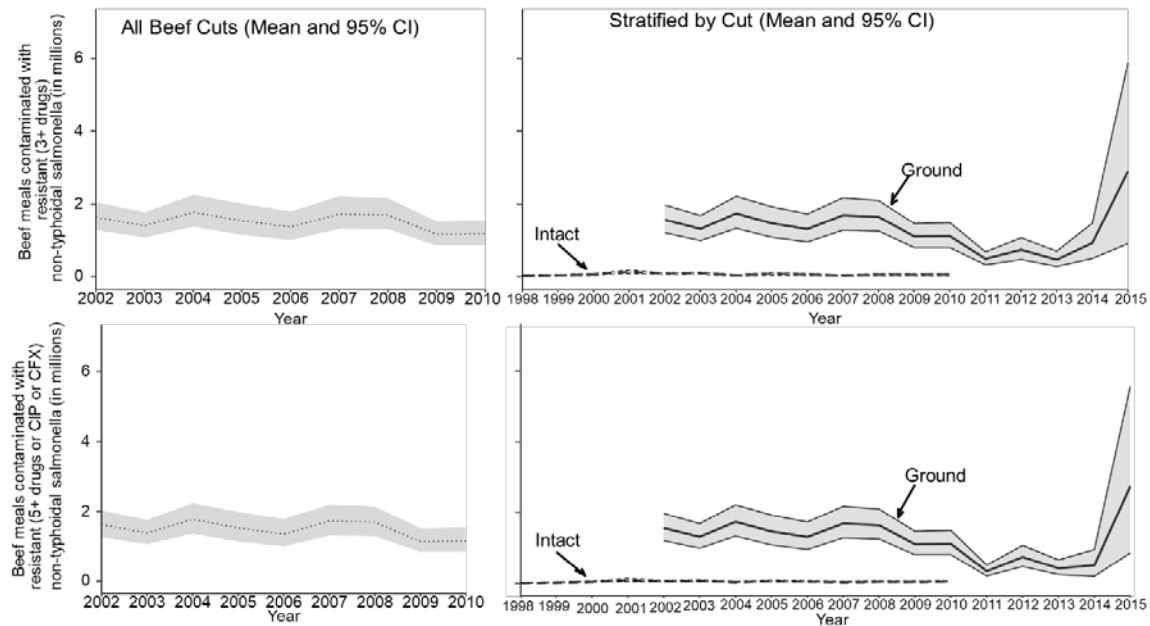 All Beef Cuts (Mean and 95% CI)
Beef meals contaminated with
resistant (3+ drugs)
non-typhoidal salmonella (in millions)
6
4
2
0
2002 2003 2004 2005 2006 2007 2008 2009 2010
Year
Stratified by Cut (Mean and 95% CI)
Ground
Intact
1998 1999 2000 2001 2002 2003 2004 2005 2006 2007 2008 2009 2010 2011 2012 2013 2014 2015
Year
Beef meals contaminated with
resistant (5+ drugs or CIP or CFX)
non-typhoidal salmonella (in millions)
6
4
2
0
2002 2003 2004 2005 2006 2007 2008 2009 2010
Year
Ground
Intact
1998 1999 2000 2001 2002 2003 2004 2005 2006 2007 2008 2009 2010 2011 2012 2013 2014 2015
Year